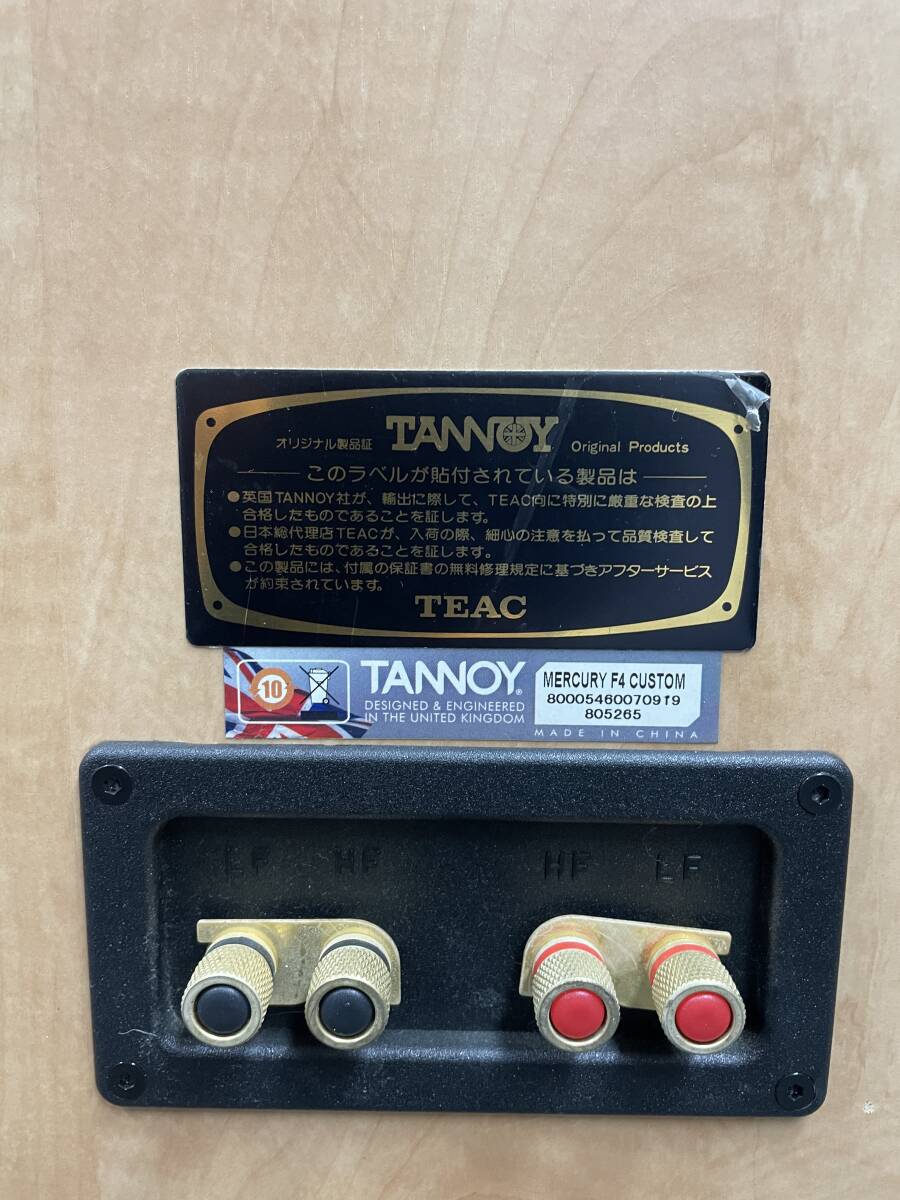 オリジナル製品証 TANNOY Original Products
このラベルが貼付されている製品は
●英国TANNOY社が、輸出に際して、TEAC向に特別に厳重な検査の上
合格したものであることを証します。
●日本総代理店TEACが、入荷の際、細心の注意を払って品質検査して
合格したものであることを証します。
●この製品には、付属の保証書の無料修理規定に基づきアフターサービス
が約束されています。
TEAC
10
TANNOY®
DESIGNED & ENGINEERED
IN THE UNITED KINGDOM
MERCURY F4 CUSTOM
80005460070919
805265
MADE IN CHINA
LF HF HF LF